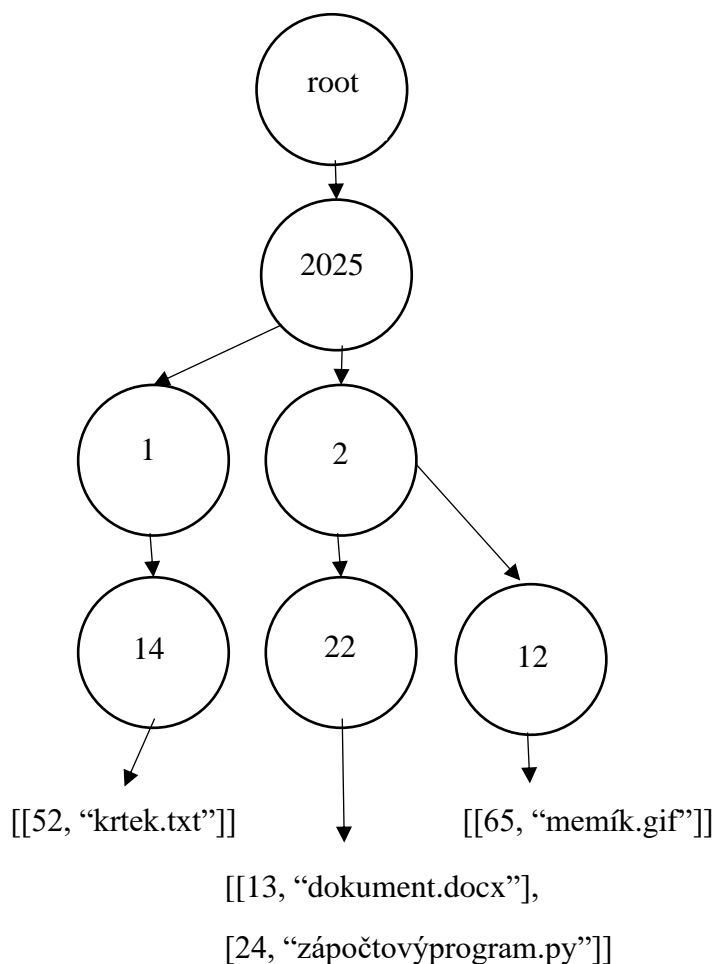 root
2025
1
2
14
22
12
[[52, “krtek.txt”]]
[[65, “memík.gif”]]
[[13, “dokument.docx”],
[24, “zápočtovýprogram.py”]]